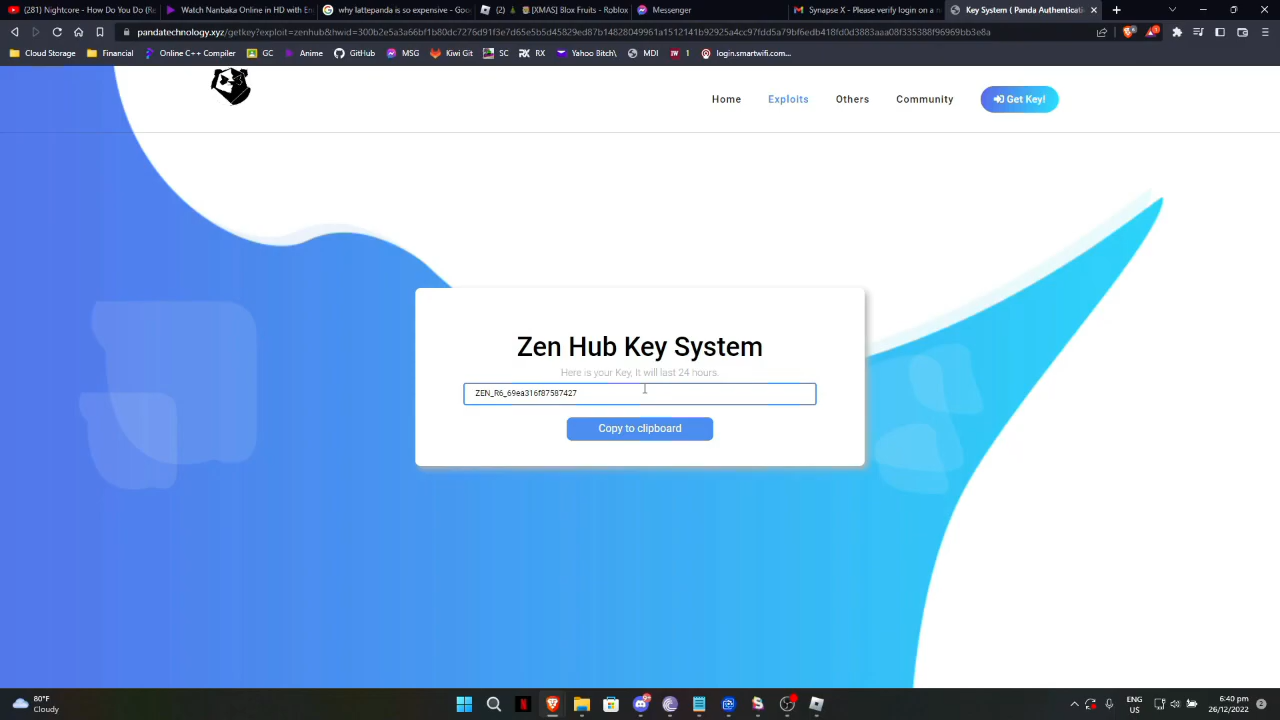 (281) Nightcore - How Do You Do (Re
Watch Nanbaka Online in HD with En
why lattepanda is so expensive - Goo
(2) [XMAS] Blox Fruits - Roblox
Messenger
Synapse X - Please verify login on a n
Key System ( Panda Authenticati
pandatechnology.xyz/getkey?exploit=zenhub&hwid=300b2e5a3a66bf1b80dc7276d91f3e7d65e5b5d45829ed87b14828049961a1512141b92925a4cc97fdd5a79bf6edb418fd0d3883aaa08f335388f96969bb3e8a
Cloud Storage
Financial
Online C++ Compiler
GC
Anime
GitHub
MSG
Kiwi Git
SC
RX
Yahoo Bitch\
MDI
1
login.smartwifi.com...
Home
Exploits
Others
Community
Get Key!
Zen Hub Key System
Here is your Key, It will last 24 hours.
ZEN_R6_69ea316f87587427
Copy to clipboard
80°F
Cloudy
ENG
US
6:40 pm
26/12/2022